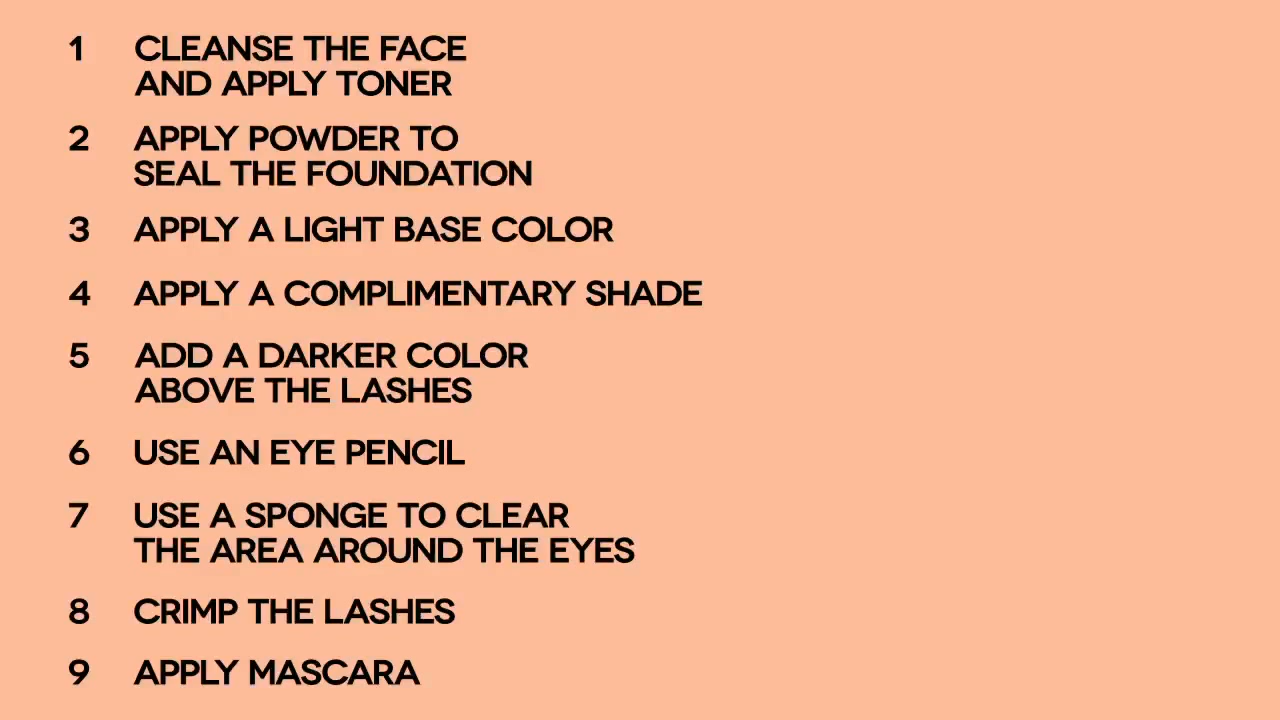 1 CLEANSE THE FACE
AND APPLY TONER
2 APPLY POWDER TO
SEAL THE FOUNDATION
3 APPLY A LIGHT BASE COLOR
4 APPLY A COMPLIMENTARY SHADE
5 ADD A DARKER COLOR
ABOVE THE LASHES
6 USE AN EYE PENCIL
7 USE A SPONGE TO CLEAR
THE AREA AROUND THE EYES
8 CRIMP THE LASHES
9 APPLY MASCARA